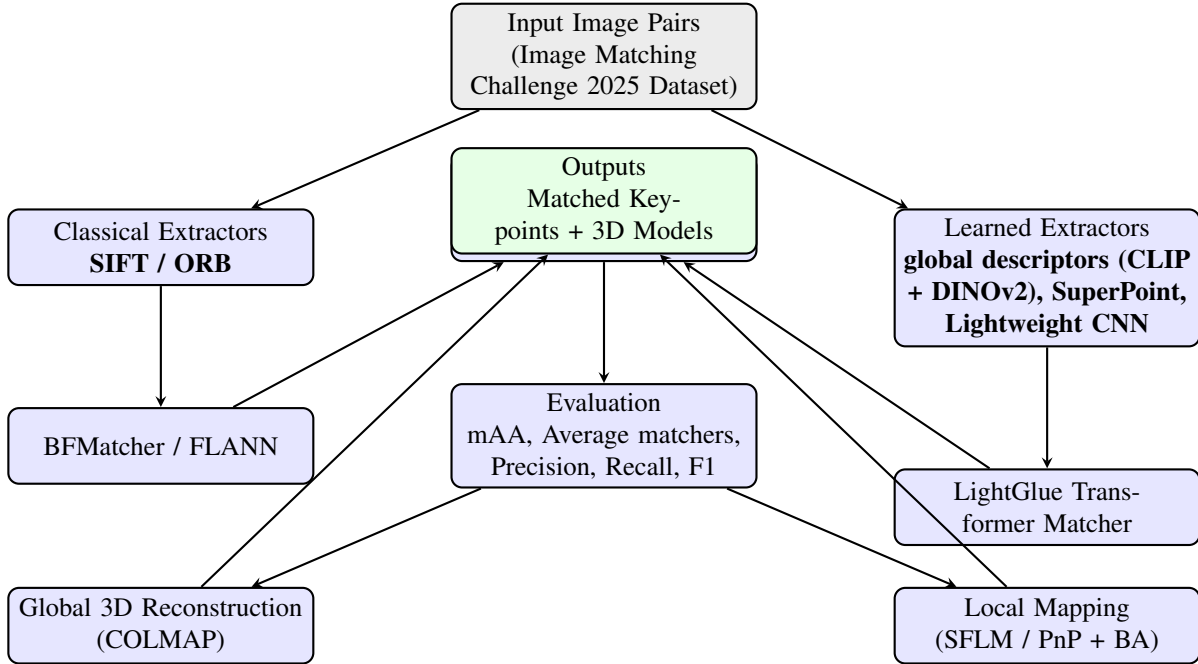 Input Image Pairs
(Image Matching
Challenge 2025 Dataset)
Outputs
Matched Key-
points + 3D Models
Classical Extractors
SIFT / ORB
Learned Extractors
global descriptors (CLIP
+ DINOv2), SuperPoint,
Lightweight CNN
BFMatcher / FLANN
Evaluation
mAA, Average matchers,
Precision, Recall, F1
LightGlue Trans-
former Matcher
Global 3D Reconstruction
(COLMAP)
Local Mapping
(SFLM / PnP + BA)